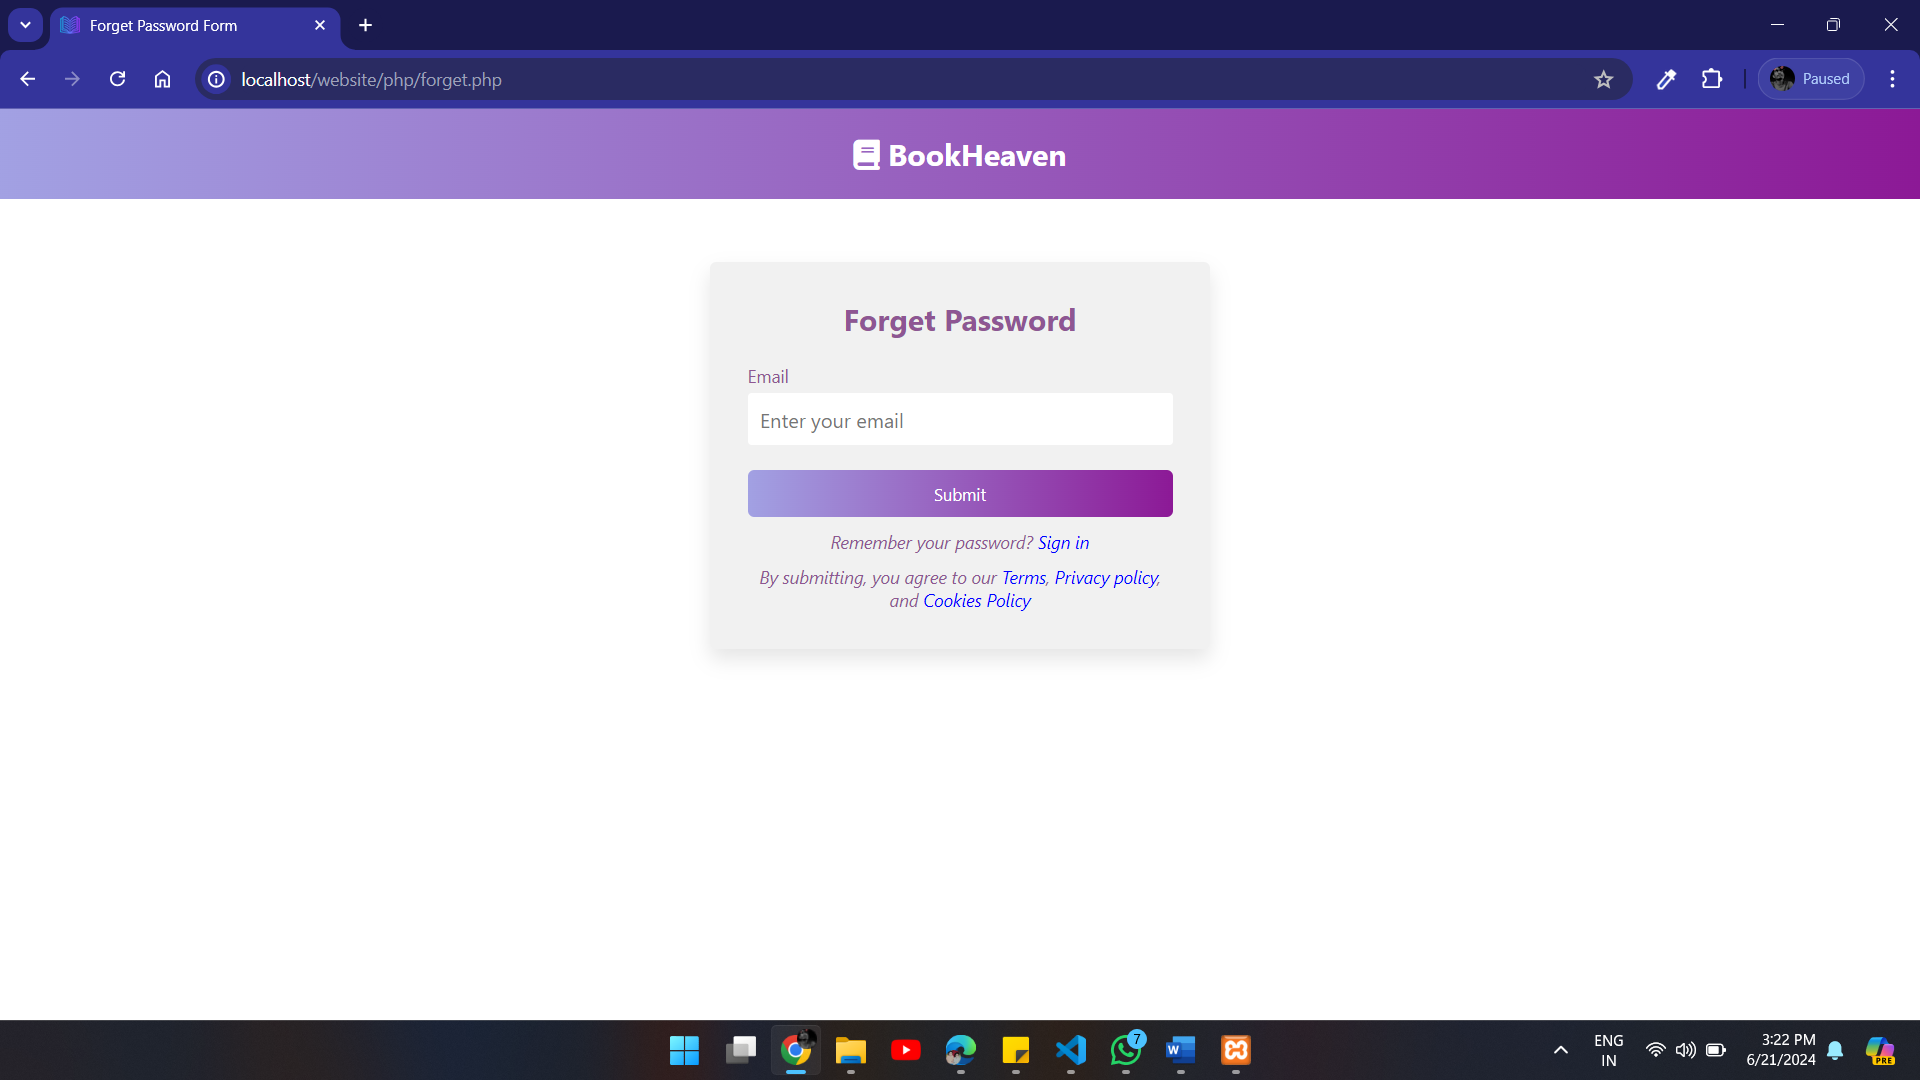 Forget Password Form
localhost/website/php/forget.php
Paused
BookHeaven
Forget Password
Email
Enter your email
Submit
Remember your password? Sign in
By submitting, you agree to our Terms, Privacy policy,
and Cookies Policy
7
W
ENG
IN
3:22 PM
6/21/2024
PRE